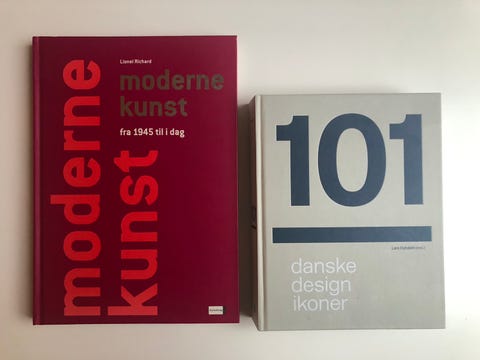 Lionel Richard
moderne
kunst
fra 1945 til i dag
moderne
kunst
101
danske
design
ikoner